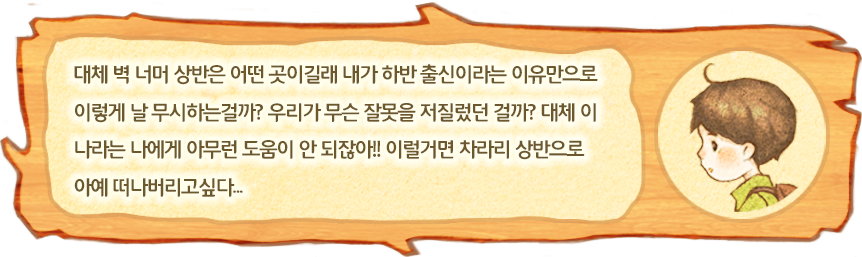 대체 벽 너머 상반은 어떤 곳이길래 내가 하반 출신이라는 이유만으로
이렇게 날 무시하는걸까? 우리가 무슨 잘못을 저질렀던 걸까? 대체 이
나라는 나에게 아무런 도움이 안 되잖아!! 이럴거면 차라리 상반으로
아예 떠나버리고싶다...